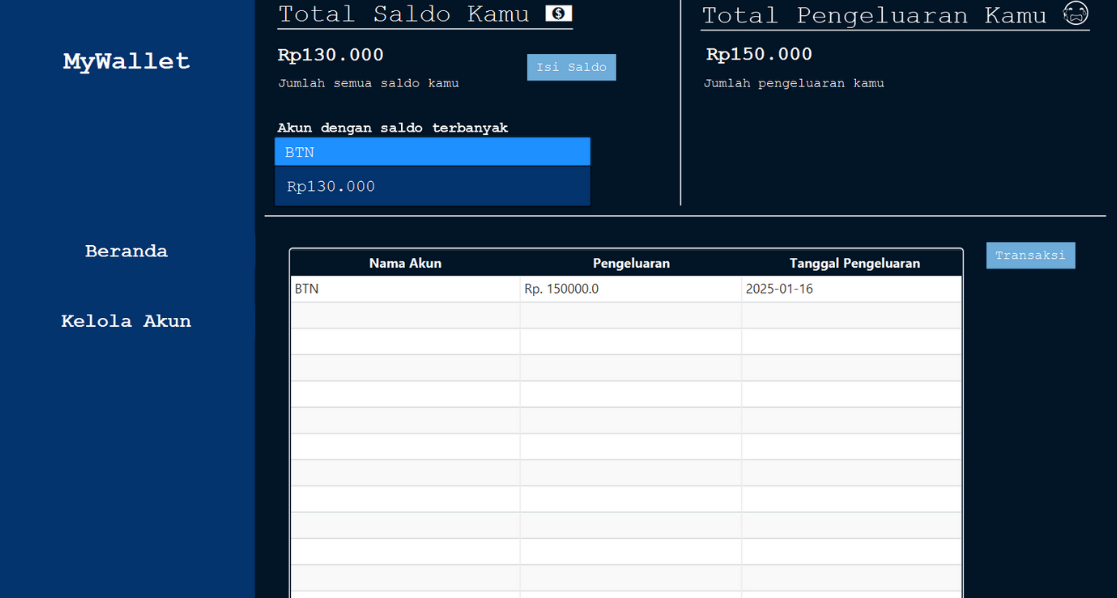 MyWallet
Beranda
Kelola Akun
Total Saldo Kamu
Rp130.000
Jumlah semua saldo kamu
Isi Saldo
Akun dengan saldo terbanyak
BTN
Rp130.000
Total Pengeluaran Kamu
Rp150.000
Jumlah pengeluaran kamu
Transaksi
Nama Akun Pengeluaran Tanggal Pengeluaran
BTN Rp. 150000.0 2025-01-16